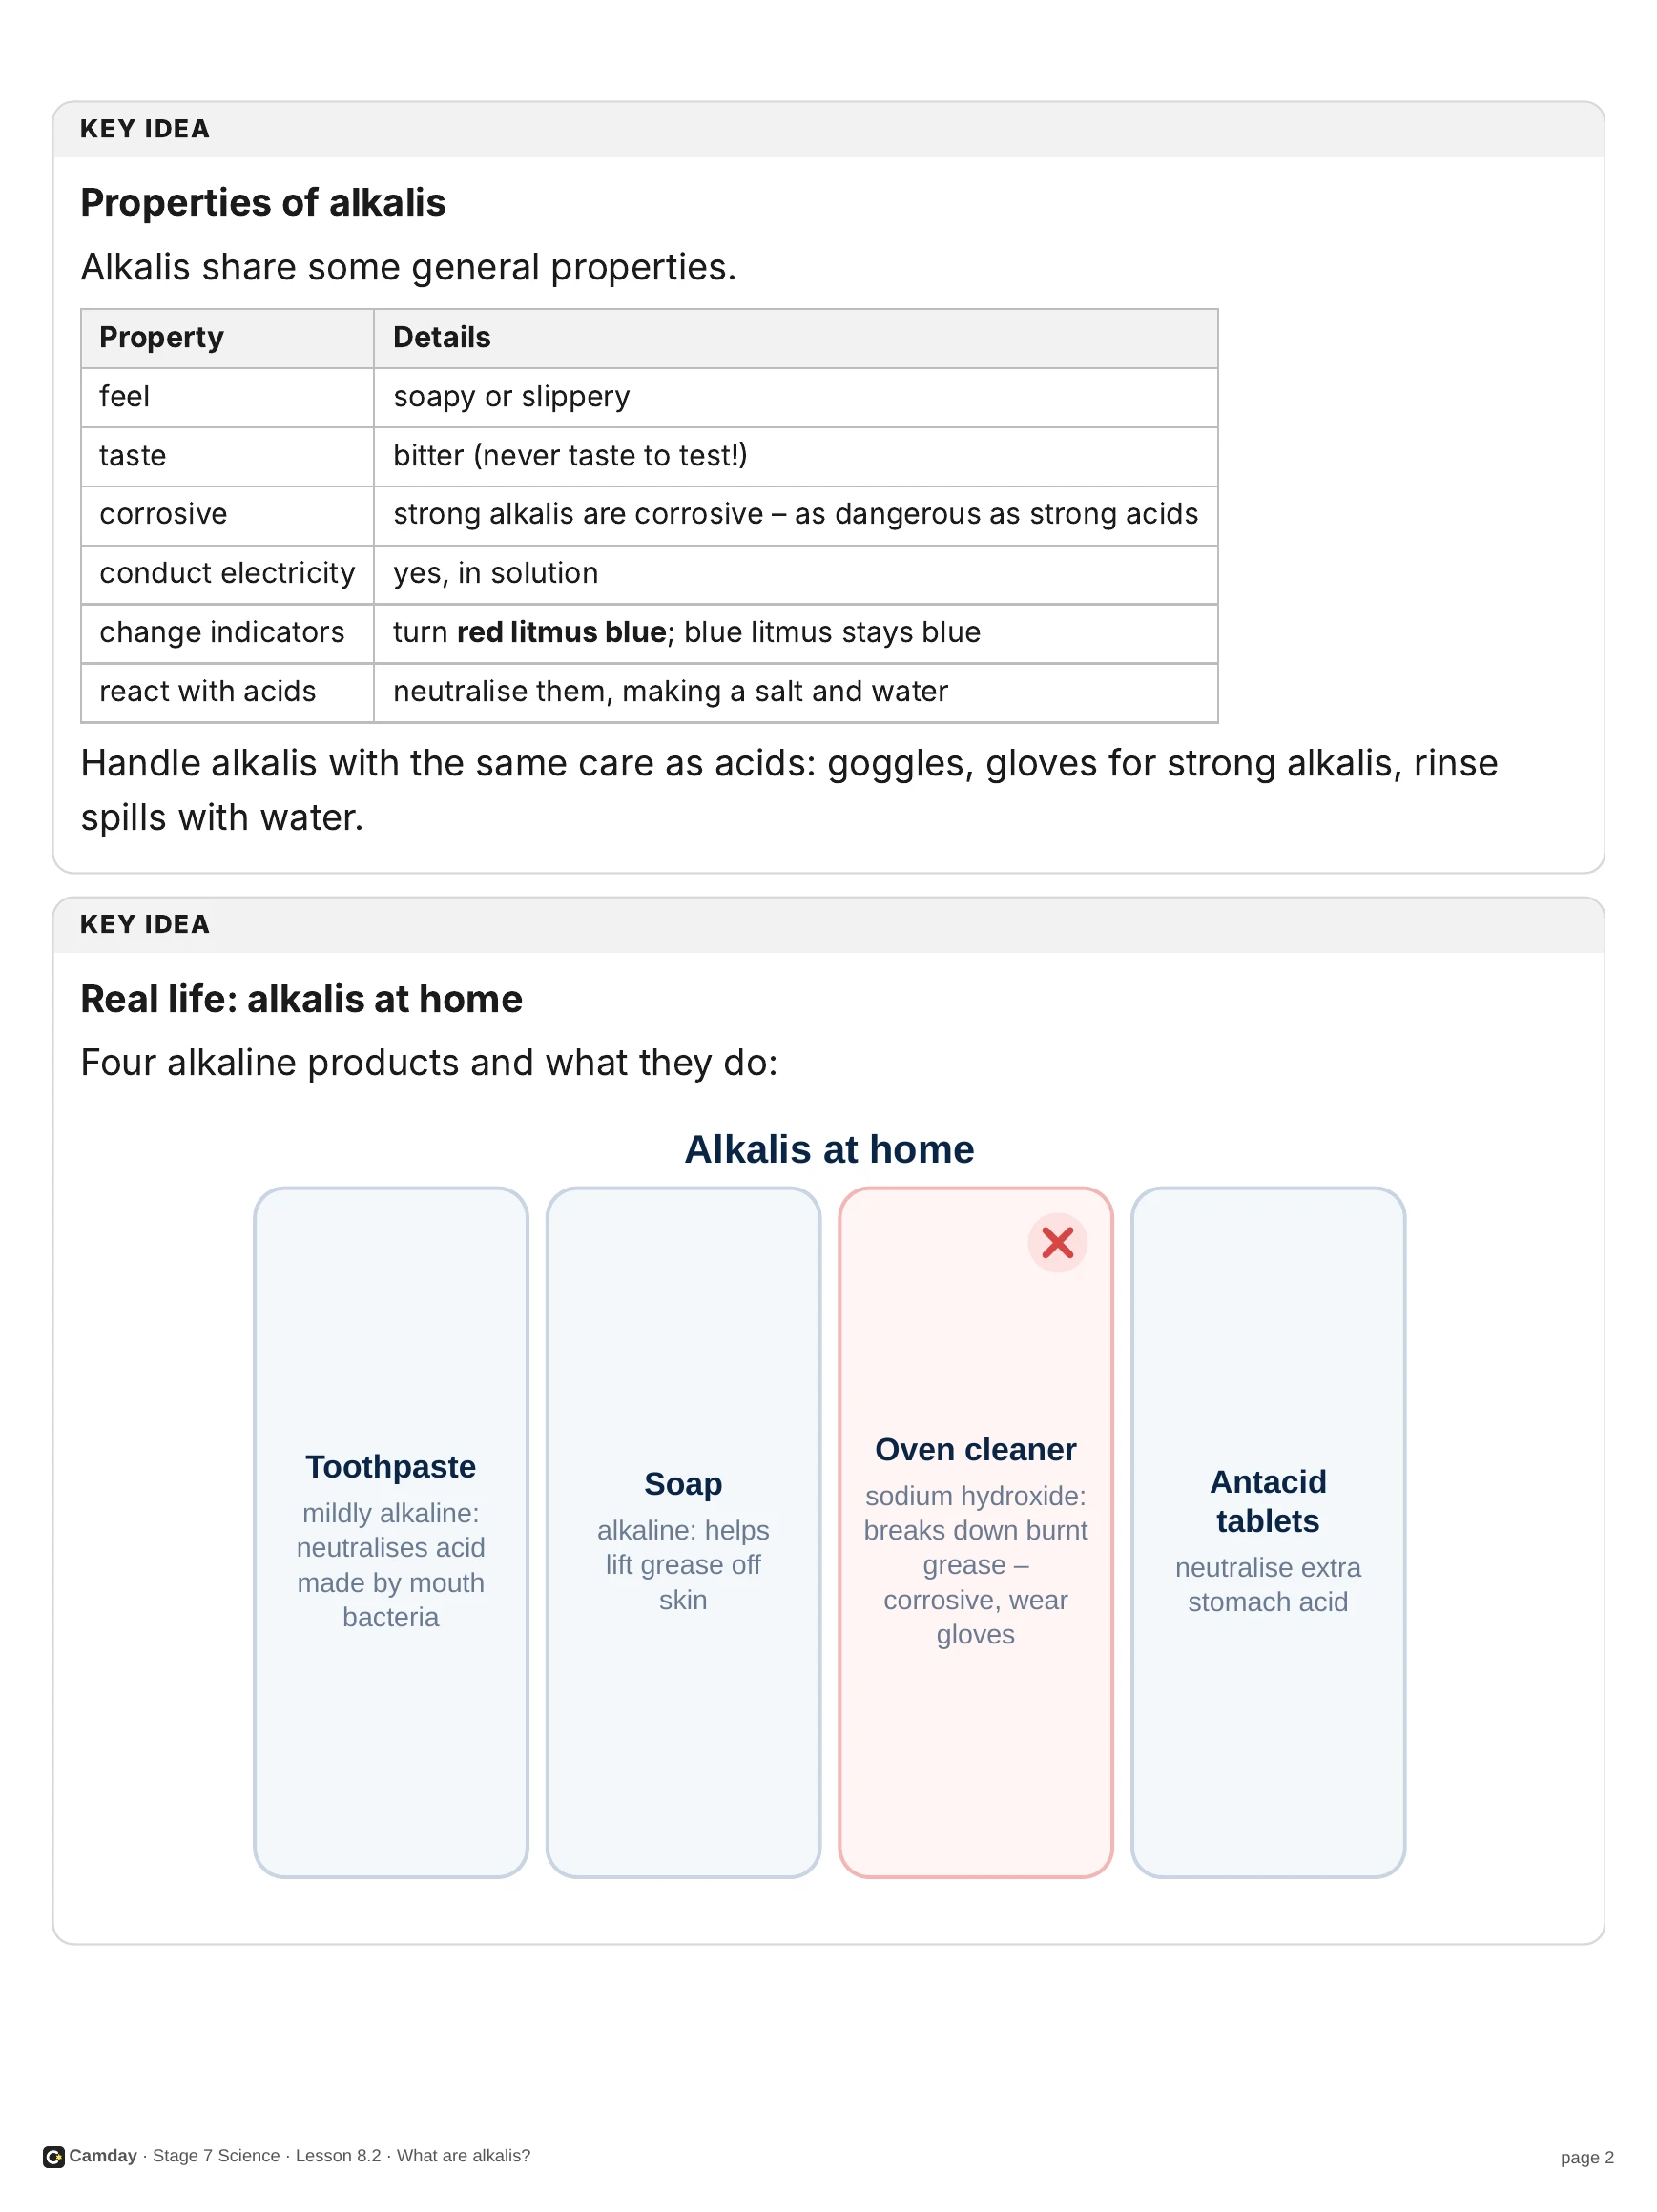 KEY IDEA
Properties of alkalis
Alkalis share some general properties.
Property Details
feel soapy or slippery
taste bitter (never taste to test!)
corrosive strong alkalis are corrosive – as dangerous as strong acids
conduct electricity yes, in solution
change indicators turn red litmus blue; blue litmus stays blue
react with acids neutralise them, making a salt and water
Handle alkalis with the same care as acids: goggles, gloves for strong alkalis, rinse
spills with water.
KEY IDEA
Real life: alkalis at home
Four alkaline products and what they do:
Alkalis at home
Toothpaste
mildly alkaline:
neutralises acid
made by mouth
bacteria
Soap
alkaline: helps
lift grease off
skin
Oven cleaner
sodium hydroxide:
breaks down burnt
grease –
corrosive, wear
gloves
Antacid
tablets
neutralise extra
stomach acid
Camday · Stage 7 Science · Lesson 8.2 · What are alkalis?
page 2